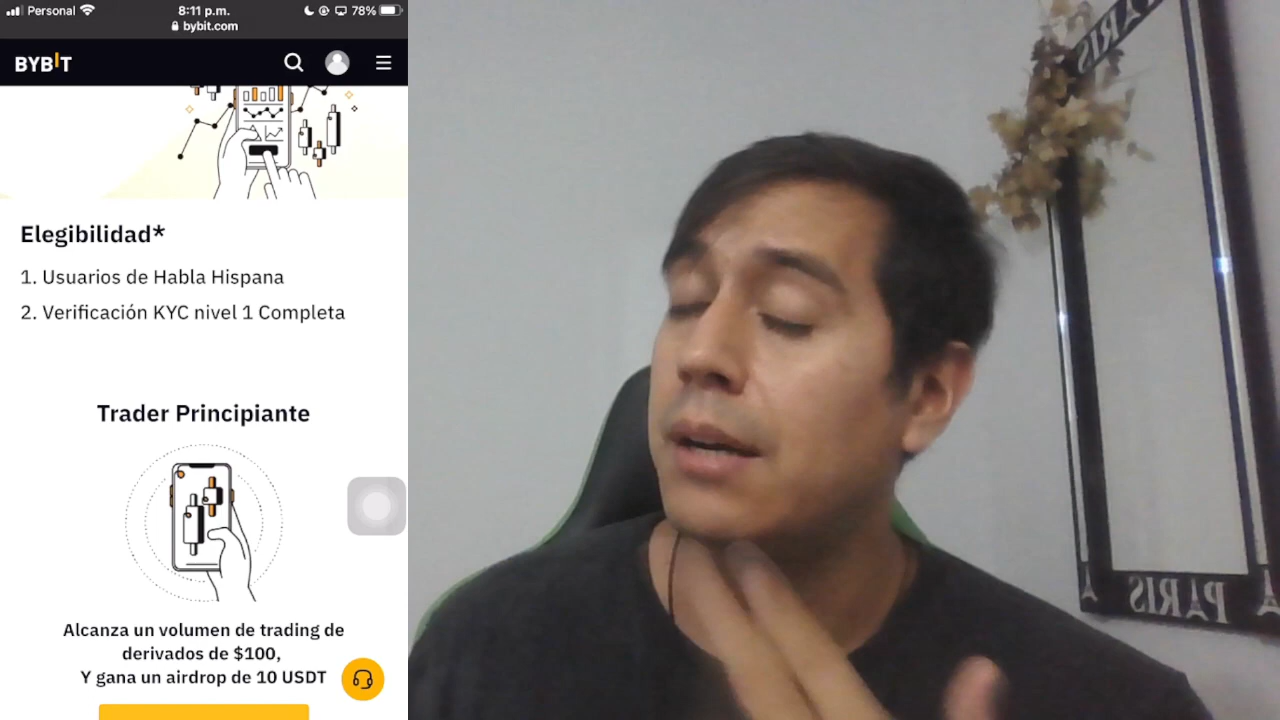 Personal
8:11 p.m.
78%
bybit.com
BYBIT
Elegibilidad*
1. Usuarios de Habla Hispana
2. Verificación KYC nivel 1 Completa
Trader Principiante
Alcanza un volumen de trading de
derivados de $100,
Y gana un airdrop de 10 USDT
PARIS
PARIS